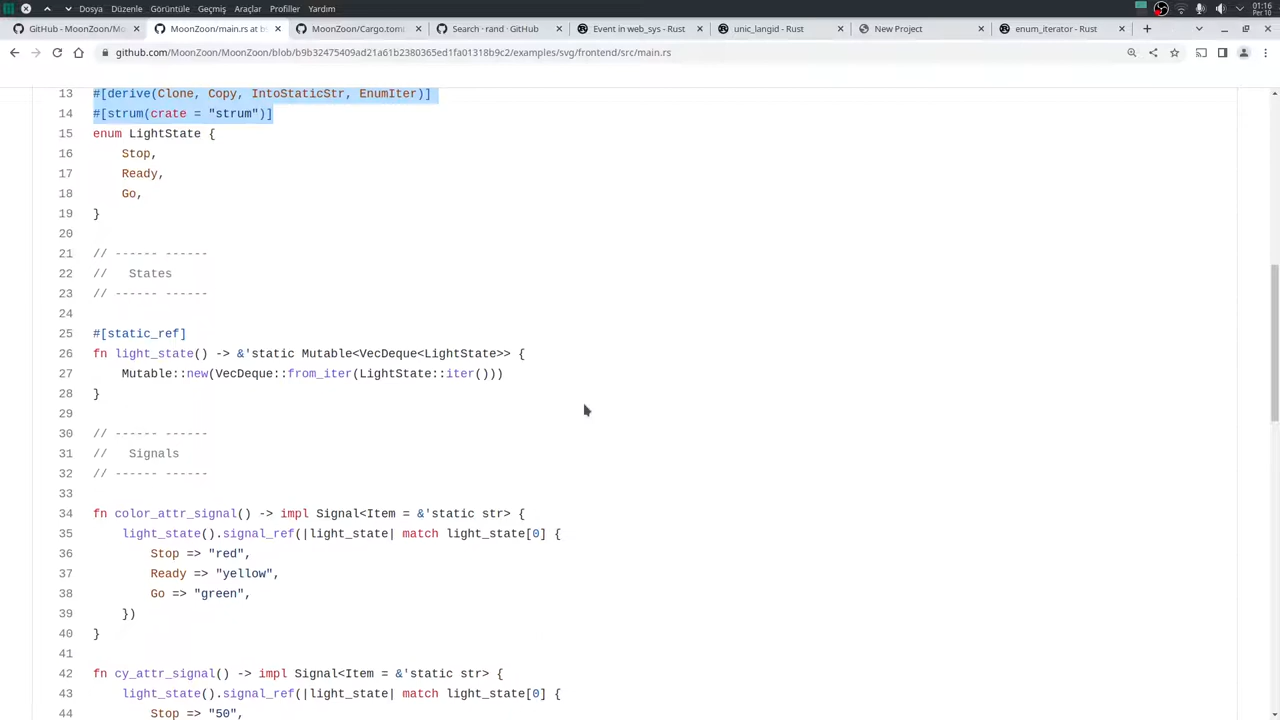 Dosya Düzenle Görünüm Git Geçmiş Araçlar Profiller Yardım
01:16
Per 10
GitHub - MoonZoon/Mo
MoonZoon/main.rs at b
MoonZoon/Cargo.toml
Search · rand · GitHub
Event in web_sys - Rust
unic_langid - Rust
New Project
enum_iterator - Rust
github.com/MoonZoon/MoonZoon/blob/b9b32475409ad21a61b2380365ed1fa01318b9c2/examples/svg/frontend/src/main.rs
13 #[derive(Clone, Copy, IntoStaticStr, EnumIter)]
14 #[strum(crate = "strum")]
15 enum LightState {
16 Stop,
17 Ready,
18 Go,
19 }
20
21 // ------ ------
22 // States
23 // ------ ------
24
25 #[static_ref]
26 fn light_state() -> &'static Mutable<VecDeque<LightState>> {
27 Mutable::new(VecDeque::from_iter(LightState::iter()))
28 }
29
30 // ------ ------
31 // Signals
32 // ------ ------
33
34 fn color_attr_signal() -> impl Signal<Item = &'static str> {
35 light_state().signal_ref(|light_state| match light_state[0] {
36 Stop => "red",
37 Ready => "yellow",
38 Go => "green",
39 })
40 }
41
42 fn cy_attr_signal() -> impl Signal<Item = &'static str> {
43 light_state().signal_ref(|light_state| match light_state[0] {
44 Stop => "50",